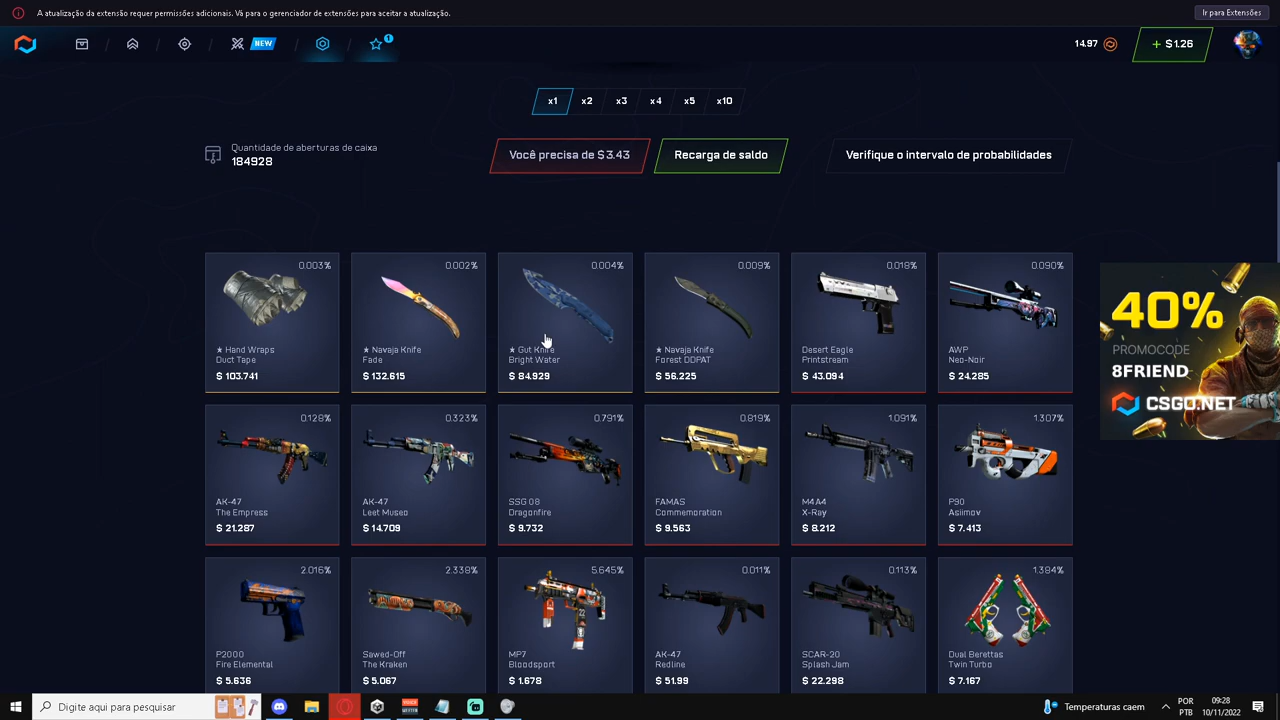 A atualização da extensão requer permissões adicionais. Vá para o gerenciador de extensões para aceitar a atualização.
Ir para Extensões
NEW
1
14.97
+ $ 1.26
x1 x2 x3 x4 x5 x10
Quantidade de aberturas de caixa
184928
Você precisa de $ 3.43
Recarga de saldo
Verifique o intervalo de probabilidades
0.003%
★ Hand Wraps
Duct Tape
$ 103.741
0.002%
★ Navaja Knife
Fade
$ 132.615
0.004%
★ Gut Knife
Bright Water
$ 84.929
0.009%
★ Navaja Knife
Forest DDPAT
$ 56.225
0.018%
Desert Eagle
Printstream
$ 43.094
0.090%
AWP
Neo-Noir
$ 24.285
40%
PROMOCODE
8FRIEND
CSGO.NET
0.128%
AK-47
The Empress
$ 21.287
0.323%
AK-47
Leet Museo
$ 14.709
0.791%
SSG 08
Dragonfire
$ 9.732
0.819%
FAMAS
Commemoration
$ 9.563
1.091%
M4A4
X-Ray
$ 8.212
1.307%
P90
Asiimov
$ 7.413
2.016%
P2000
Fire Elemental
$ 5.636
2.338%
Sawed-Off
The Kraken
$ 5.067
5.645%
MP7
Bloodsport
$ 1.678
0.011%
AK-47
Redline
$ 51.99
0.113%
SCAR-20
Splash Jam
$ 22.298
1.384%
Dual Berettas
Twin Turbo
$ 7.167
Digite aqui para pesquisar
Temperaturas caem
POR
PTB
09:28
10/11/2022